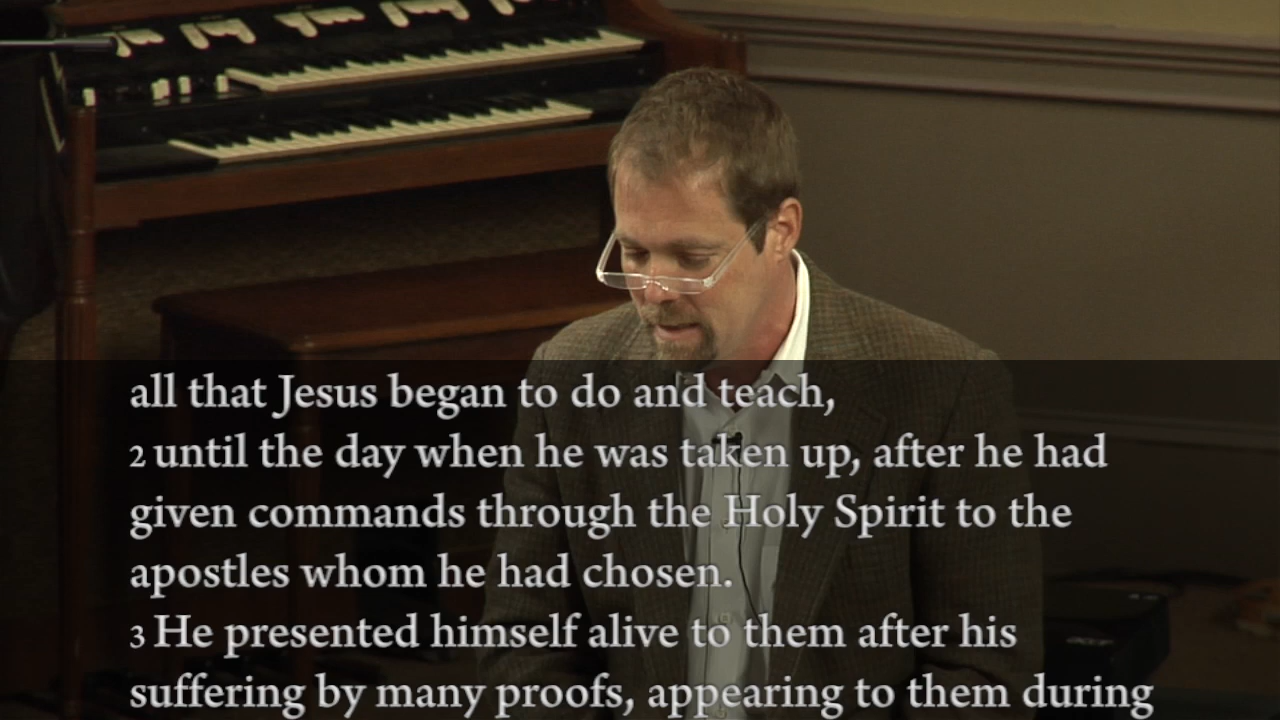 all that Jesus began to do and teach,
2 until the day when he was taken up, after he had
given commands through the Holy Spirit to the
apostles whom he had chosen.
3 He presented himself alive to them after his
suffering by many proofs, appearing to them during
acer